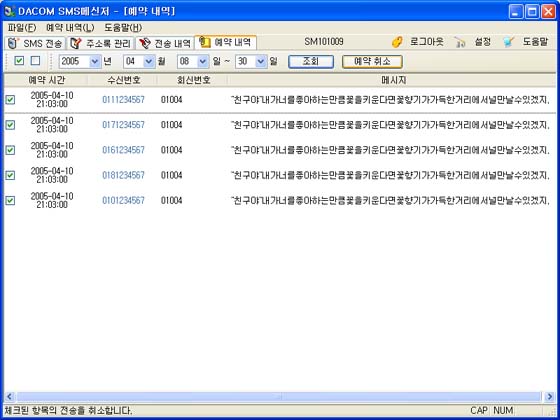 DACOM SMS메신저 - [예약 내역]
파일(F) 예약 내역(L) 도움말(H)
SMS 전송 주소록 관리 전송 내역 예약 내역 SM101009 로그아웃 설정 도움말
2005 년 04 월 08 일 ~ 30 일 조회 예약 취소
예약 시간 수신번호 회신번호 메시지
2005-04-10
21:03:00 0111234567 01004 "친구야"내가너를좋아하는만큼꽃을키운다면꽃향기가가득한거리에서널만날수있겠지.
2005-04-10
21:03:00 0171234567 01004 "친구야"내가너를좋아하는만큼꽃을키운다면꽃향기가가득한거리에서널만날수있겠지.
2005-04-10
21:03:00 0161234567 01004 "친구야"내가너를좋아하는만큼꽃을키운다면꽃향기가가득한거리에서널만날수있겠지.
2005-04-10
21:03:00 0181234567 01004 "친구야"내가너를좋아하는만큼꽃을키운다면꽃향기가가득한거리에서널만날수있겠지.
2005-04-10
21:03:00 0101234567 01004 "친구야"내가너를좋아하는만큼꽃을키운다면꽃향기가가득한거리에서널만날수있겠지.
체크된 항목의 전송을 취소합니다. CAP NUM